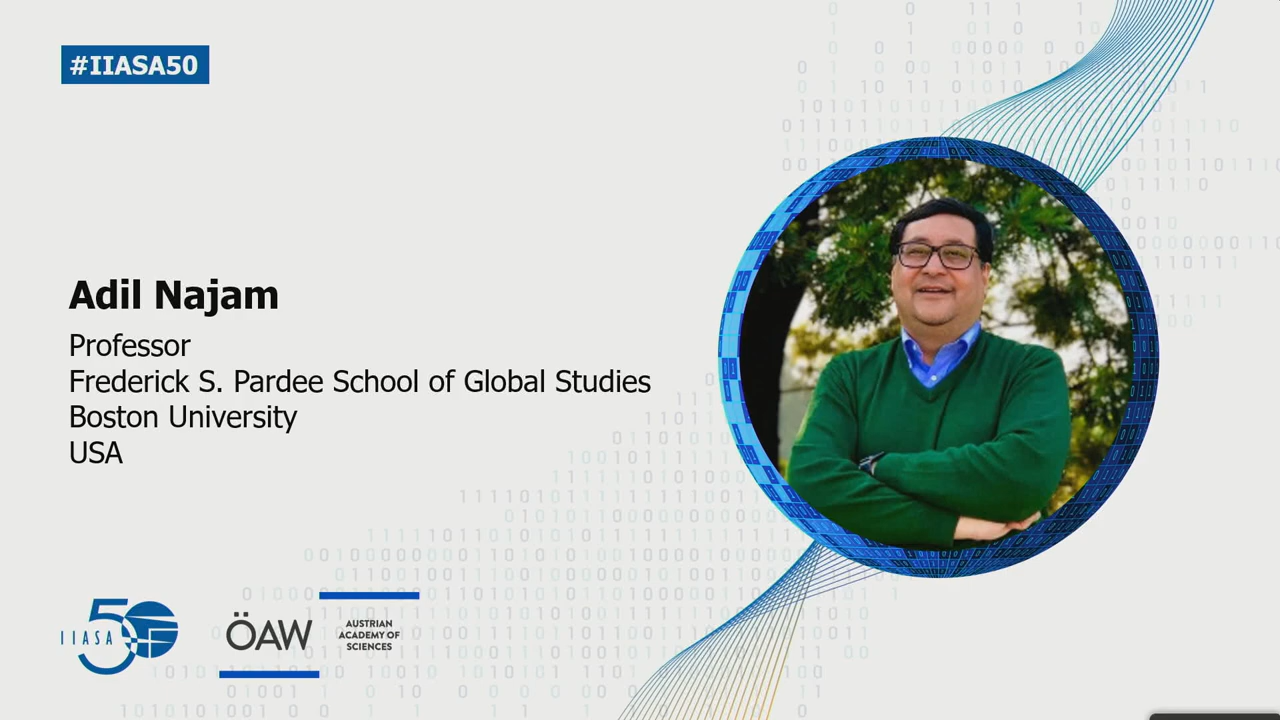 #IIASA50
Adil Najam
Professor
Frederick S. Pardee School of Global Studies
Boston University
USA
IIASA 50
ÖAW
AUSTRIAN
ACADEMY OF
SCIENCES